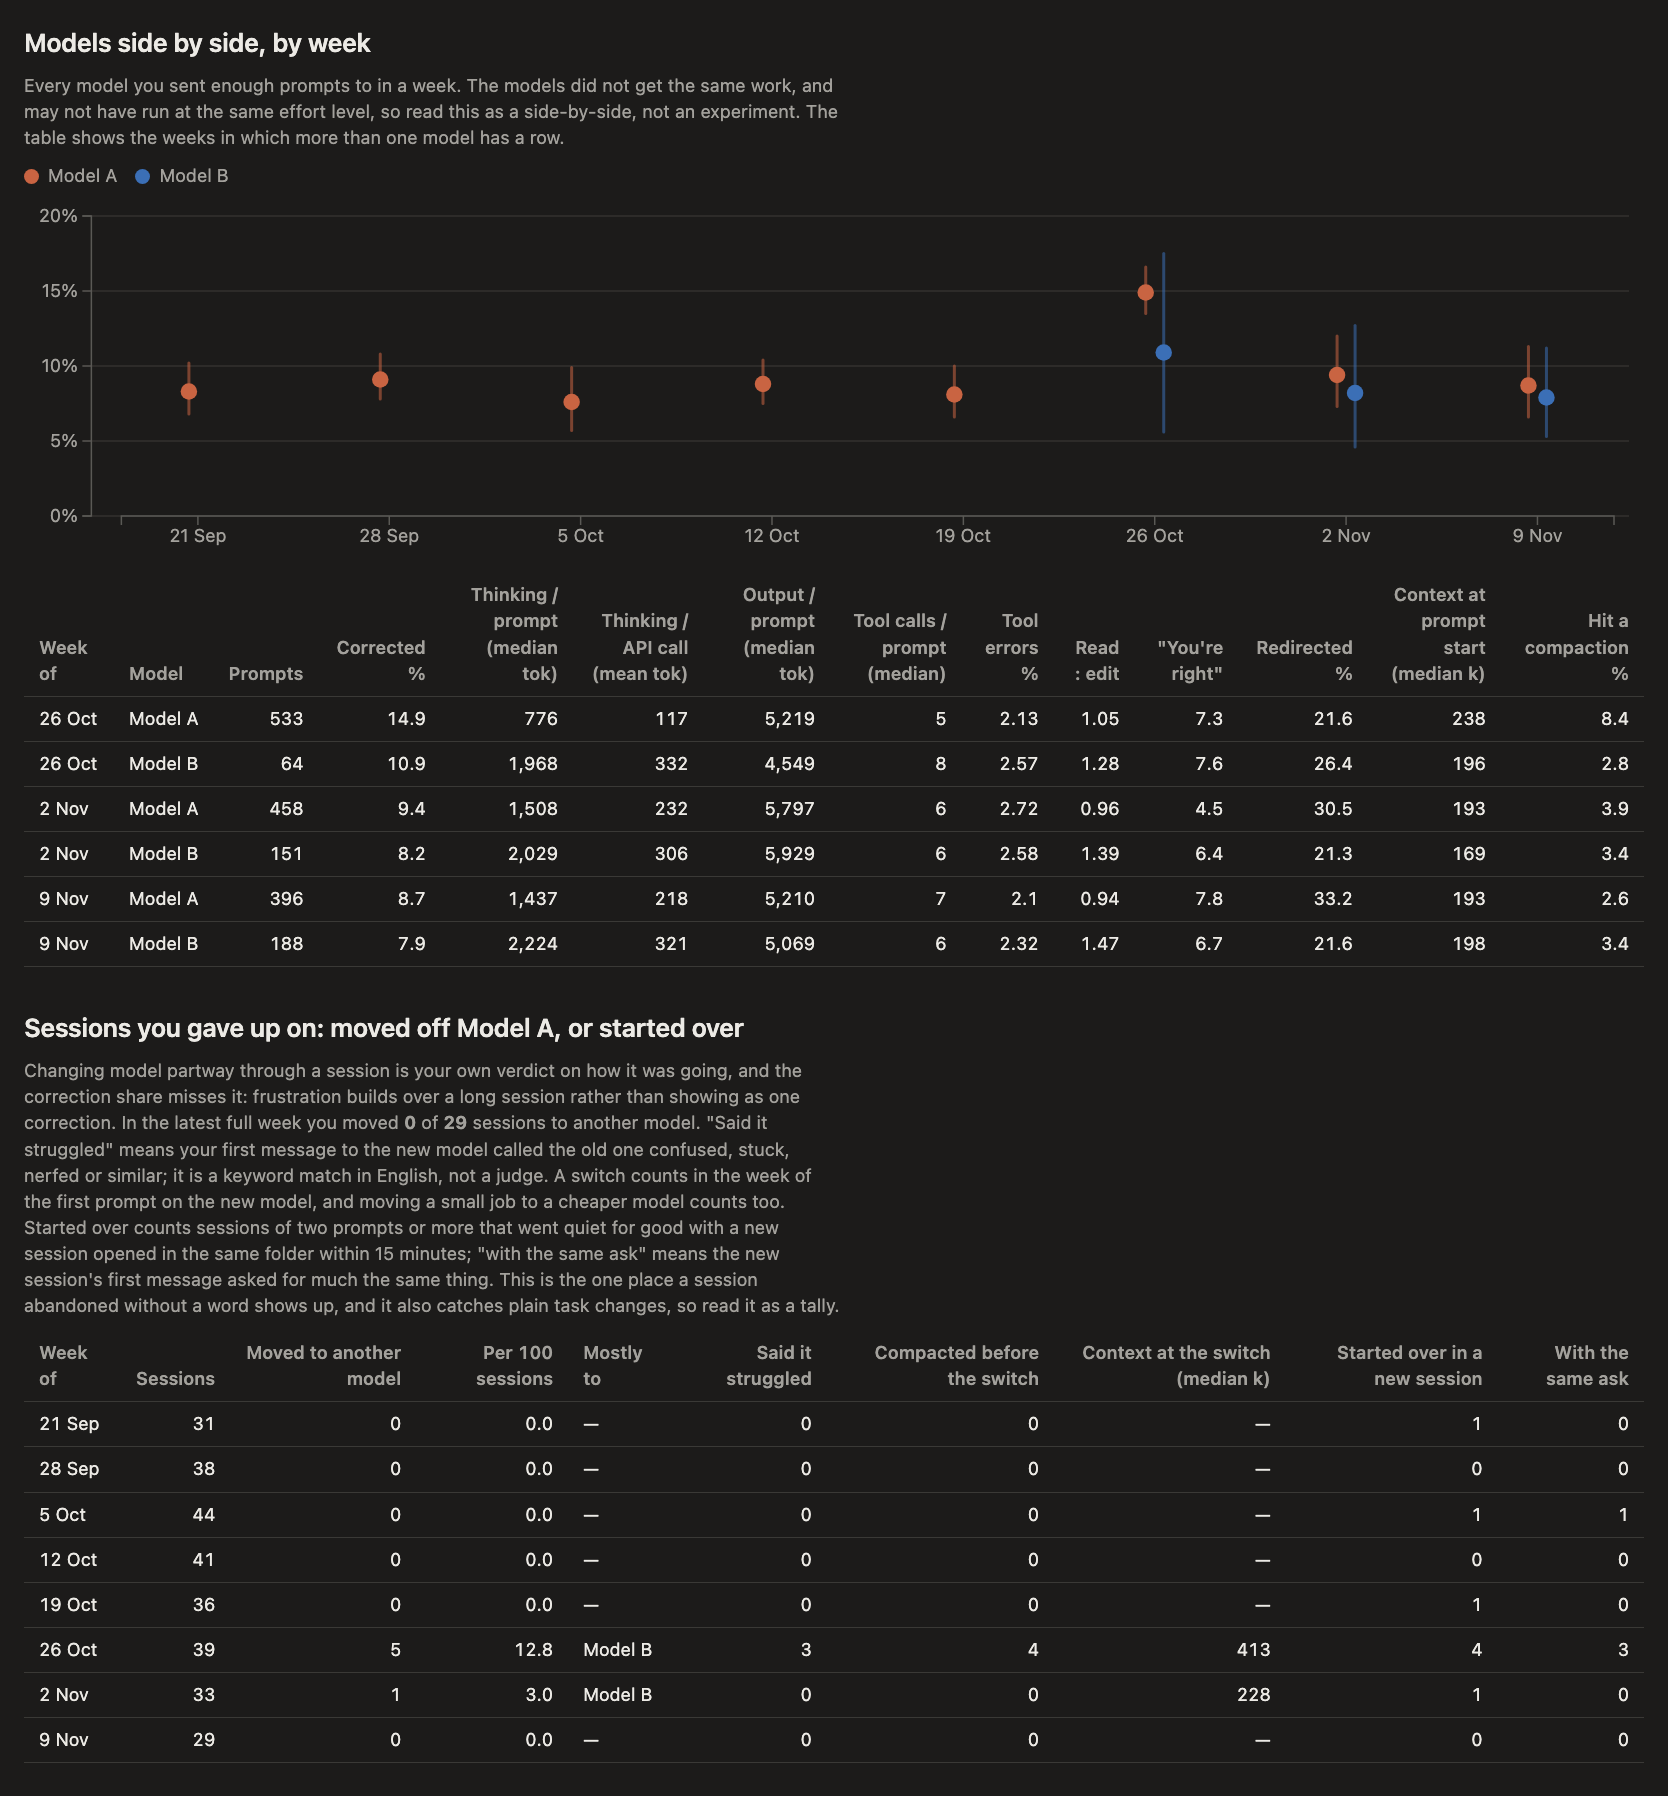 Models side by side, by week
Every model you sent enough prompts to in a week. The models did not get the same work, and
may not have run at the same effort level, so read this as a side-by-side, not an experiment. The
table shows the weeks in which more than one model has a row.
Model A Model B
20%
15%
10%
5%
0%
21 Sep 28 Sep 5 Oct 12 Oct 19 Oct 26 Oct 2 Nov 9 Nov
Week of Model Prompts Corrected % Thinking / prompt (median tok) Thinking / API call (mean tok) Output / prompt (median tok) Tool calls / prompt (median) Tool errors % Read : edit "You're right" Redirected % Context at prompt start (median k) Hit a compaction %
26 Oct Model A 533 14.9 776 117 5,219 5 2.13 1.05 7.3 21.6 238 8.4
26 Oct Model B 64 10.9 1,968 332 4,549 8 2.57 1.28 7.6 26.4 196 2.8
2 Nov Model A 458 9.4 1,508 232 5,797 6 2.72 0.96 4.5 30.5 193 3.9
2 Nov Model B 151 8.2 2,029 306 5,929 6 2.58 1.39 6.4 21.3 169 3.4
9 Nov Model A 396 8.7 1,437 218 5,210 7 2.1 0.94 7.8 33.2 193 2.6
9 Nov Model B 188 7.9 2,224 321 5,069 6 2.32 1.47 6.7 21.6 198 3.4
Sessions you gave up on: moved off Model A, or started over
Changing model partway through a session is your own verdict on how it was going, and the
correction share misses it: frustration builds over a long session rather than showing as one
correction. In the latest full week you moved 0 of 29 sessions to another model. "Said it
struggled" means your first message to the new model called the old one confused, stuck,
nerfed or similar; it is a keyword match in English, not a judge. A switch counts in the week of
the first prompt on the new model, and moving a small job to a cheaper model counts too.
Started over counts sessions of two prompts or more that went quiet for good with a new
session opened in the same folder within 15 minutes; "with the same ask" means the new
session's first message asked for much the same thing. This is the one place a session
abandoned without a word shows up, and it also catches plain task changes, so read it as a tally.
Week of Sessions Moved to another model Per 100 sessions Mostly to Said it struggled Compacted before the switch Context at the switch (median k) Started over in a new session With the same ask
21 Sep 31 0 0.0 — 0 0 — 1 0
28 Sep 38 0 0.0 — 0 0 — 0 0
5 Oct 44 0 0.0 — 0 0 — 1 1
12 Oct 41 0 0.0 — 0 0 — 0 0
19 Oct 36 0 0.0 — 0 0 — 1 0
26 Oct 39 5 12.8 Model B 3 4 413 4 3
2 Nov 33 1 3.0 Model B 0 0 228 1 0
9 Nov 29 0 0.0 — 0 0 — 0 0